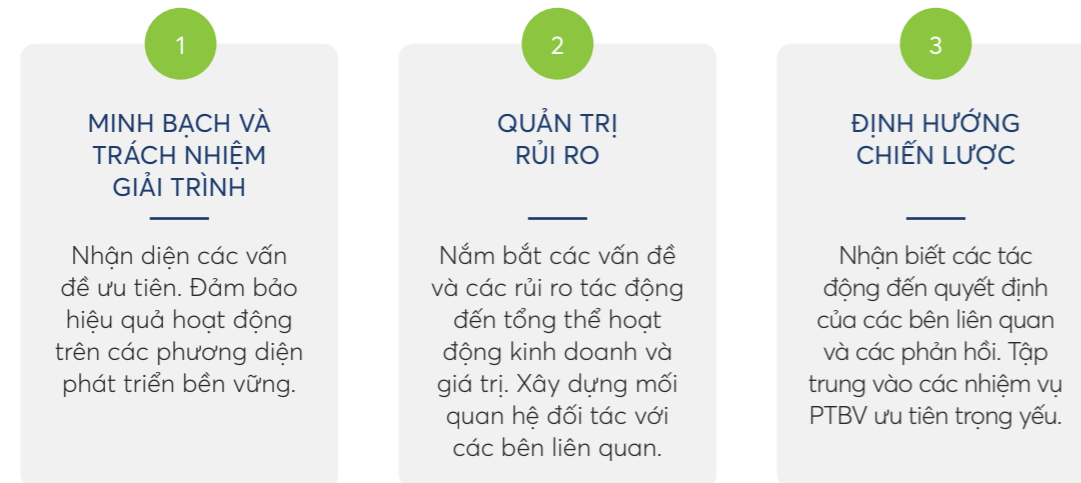 1
MINH BẠCH VÀ
TRÁCH NHIỆM
GIẢI TRÌNH
Nhận diện các vấn
đề ưu tiên. Đảm bảo
hiệu quả hoạt động
trên các phương diện
phát triển bền vững.
2
QUẢN TRỊ
RỦI RO
Nắm bắt các vấn đề
và các rủi ro tác động
đến tổng thể hoạt
động kinh doanh và
giá trị. Xây dựng mối
quan hệ đối tác với
các bên liên quan.
3
ĐỊNH HƯỚNG
CHIẾN LƯỢC
Nhận biết các tác
động đến quyết định
của các bên liên quan
và các phản hồi. Tập
trung vào các nhiệm vụ
PTBV ưu tiên trọng yếu.